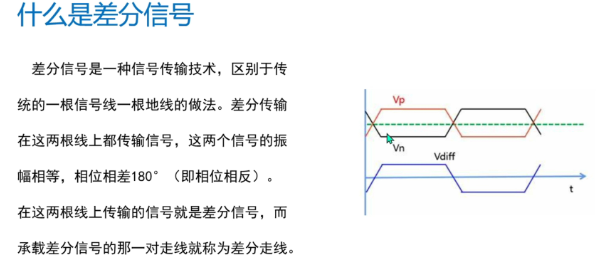 什么是差分信号
差分信号是一种信号传输技术，区别于传
统的一根信号线一根地线的做法。差分传输
在这两根线上都传输信号，这两个信号的振
幅相等，相位相差180°（即相位相反）。
在这两根线上传输的信号就是差分信号，而
承载差分信号的那一对走线就称为差分走线。
Vp
Vn
Vdiff
t